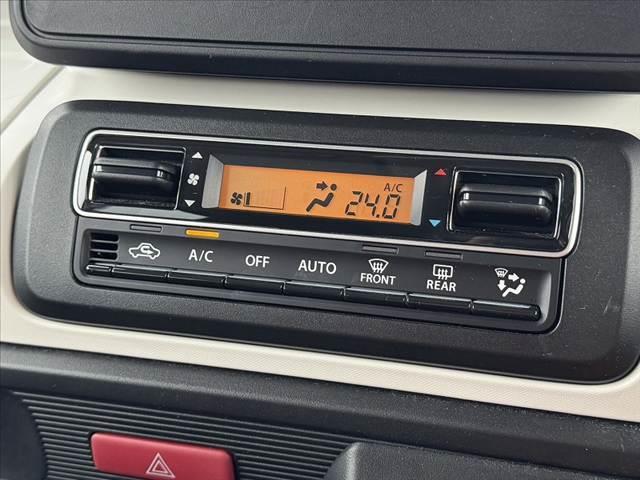 A/C
24.0
A/C OFF AUTO FRONT REAR